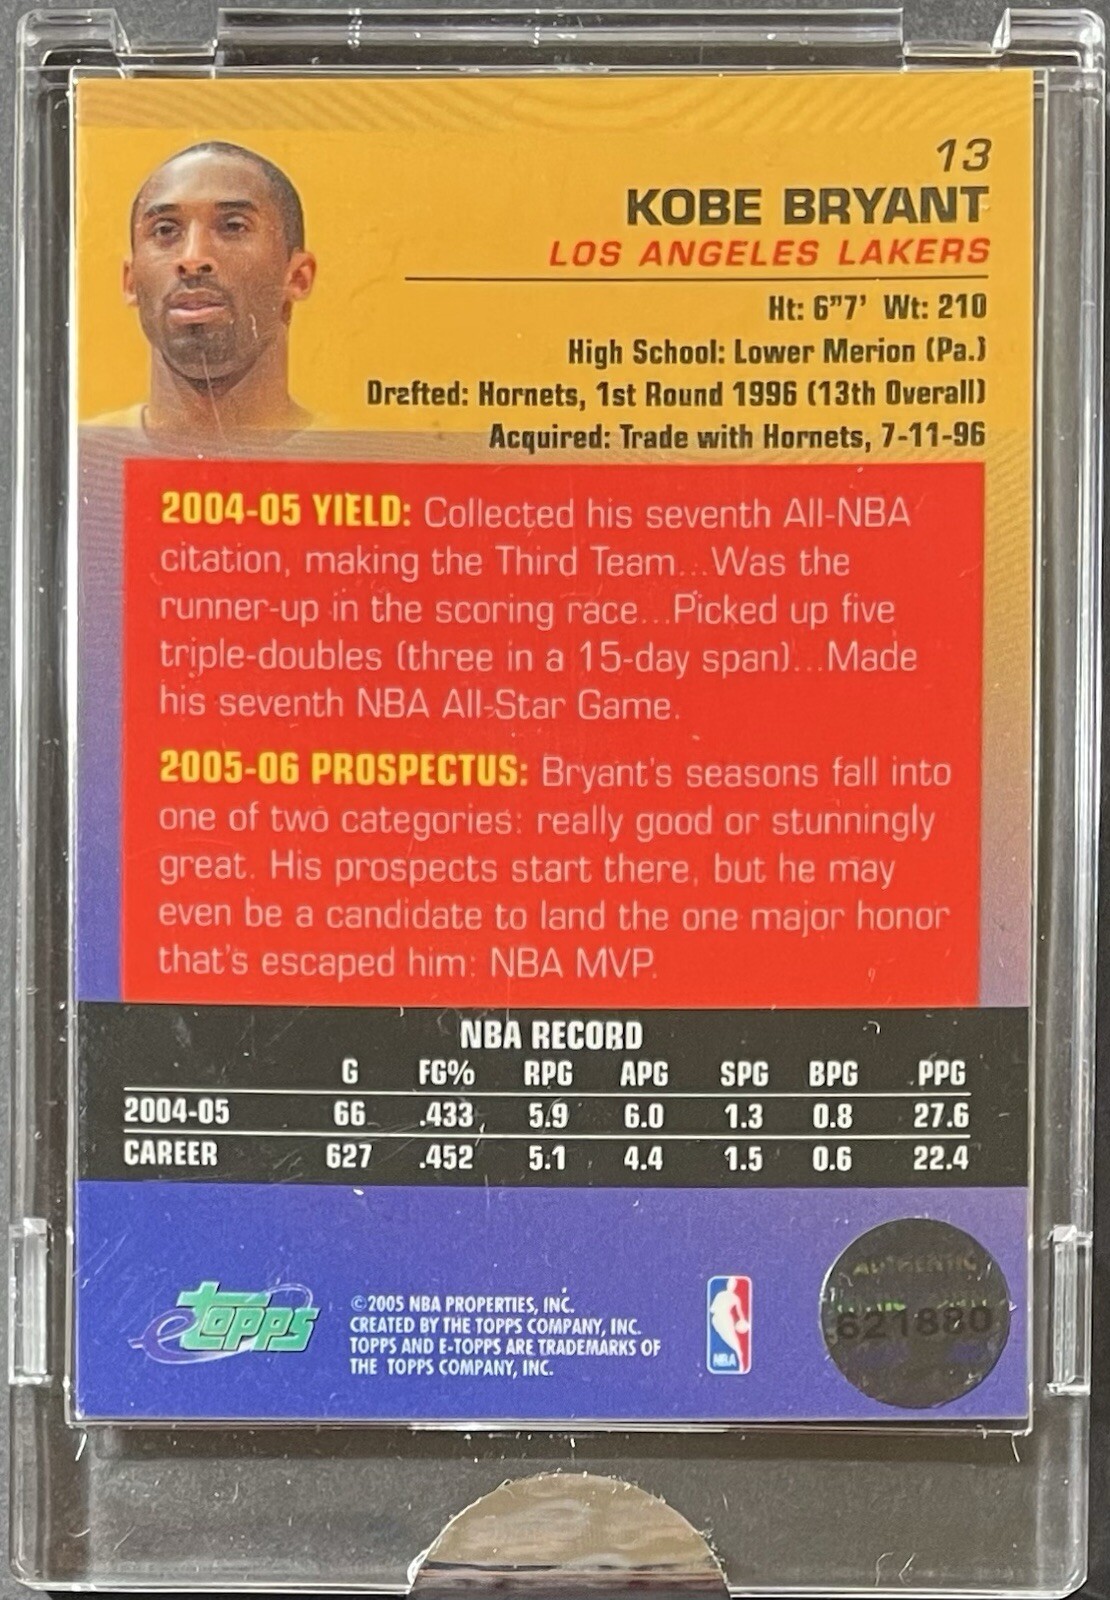 13
KOBE BRYANT
LOS ANGELES LAKERS
Ht: 6"7' Wt: 210
High School: Lower Merion (Pa.)
Drafted: Hornets, 1st Round 1996 (13th Overall)
Acquired: Trade with Hornets, 7-11-96
2004-05 YIELD: Collected his seventh All-NBA
citation, making the Third Team...Was the
runner-up in the scoring race...Picked up five
triple-doubles (three in a 15-day span)...Made
his seventh NBA All-Star Game.
2005-06 PROSPECTUS: Bryant's seasons fall into
one of two categories: really good or stunningly
great. His prospects start there, but he may
even be a candidate to land the one major honor
that's escaped him: NBA MVP.
NBA RECORD
G FG% RPG APG SPG BPG PPG
2004-05 66 .433 5.9 6.0 1.3 0.8 27.6
CAREER 627 .452 5.1 4.4 1.5 0.6 22.4
etopps
©2005 NBA PROPERTIES, INC.
CREATED BY THE TOPPS COMPANY, INC.
TOPPS AND E-TOPPS ARE TRADEMARKS OF
THE TOPPS COMPANY, INC.
NBA
AUTHENTIC
621880